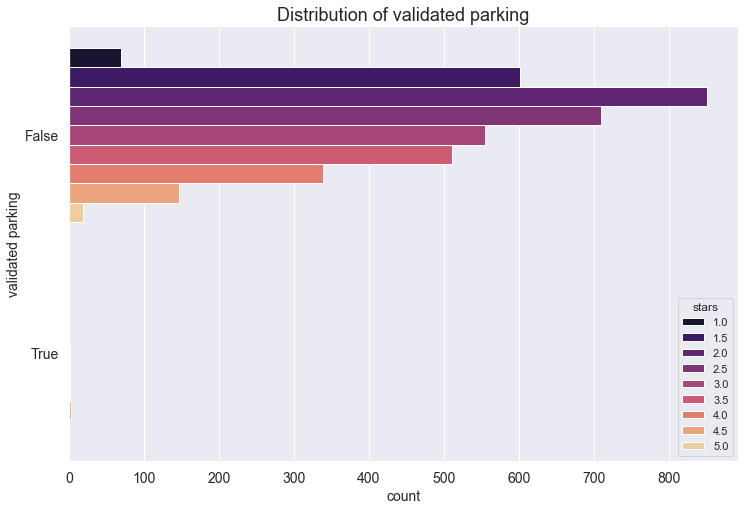 Distribution of validated parking
validated parking
False
True
stars
1.0
1.5
2.0
2.5
3.0
3.5
4.0
4.5
5.0
0 100 200 300 400 500 600 700 800
count